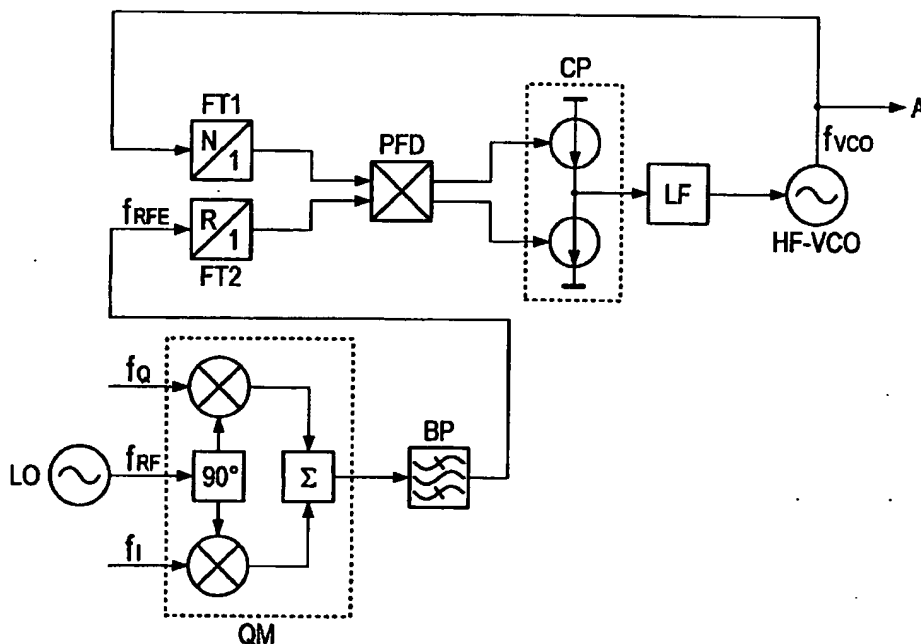 CP
FT1
N
1
PFD
fVCO
A
LF
HF-VCO
fRFE
R
1
FT2
fQ
LO
fRF
90°
Σ
BP
fI
QM